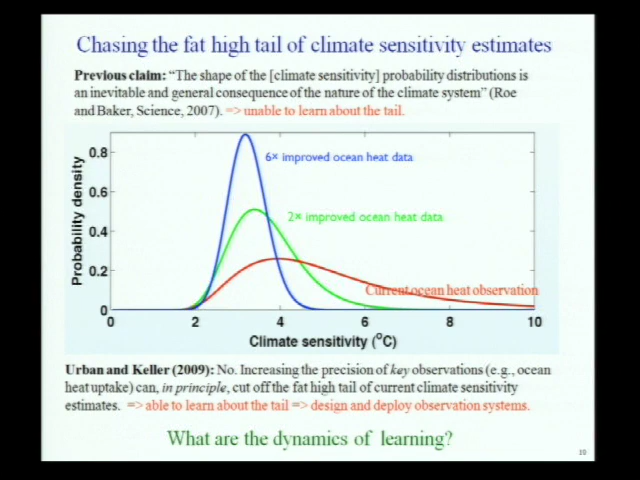 Chasing the fat high tail of climate sensitivity estimates
Previous claim: "The shape of the [climate sensitivity] probability distributions is
an inevitable and general consequence of the nature of the climate system" (Roe
and Baker, Science, 2007). => unable to learn about the tail.
0.8
6× improved ocean heat data
0.6
2× improved ocean heat data
0.4
0.2
Current ocean heat observation
0
Probability density
0 2 4 6 8 10
Climate sensitivity (°C)
Urban and Keller (2009): No. Increasing the precision of key observations (e.g., ocean
heat uptake) can, in principle, cut off the fat high tail of current climate sensitivity
estimates. => able to learn about the tail => design and deploy observation systems.
What are the dynamics of learning?
10